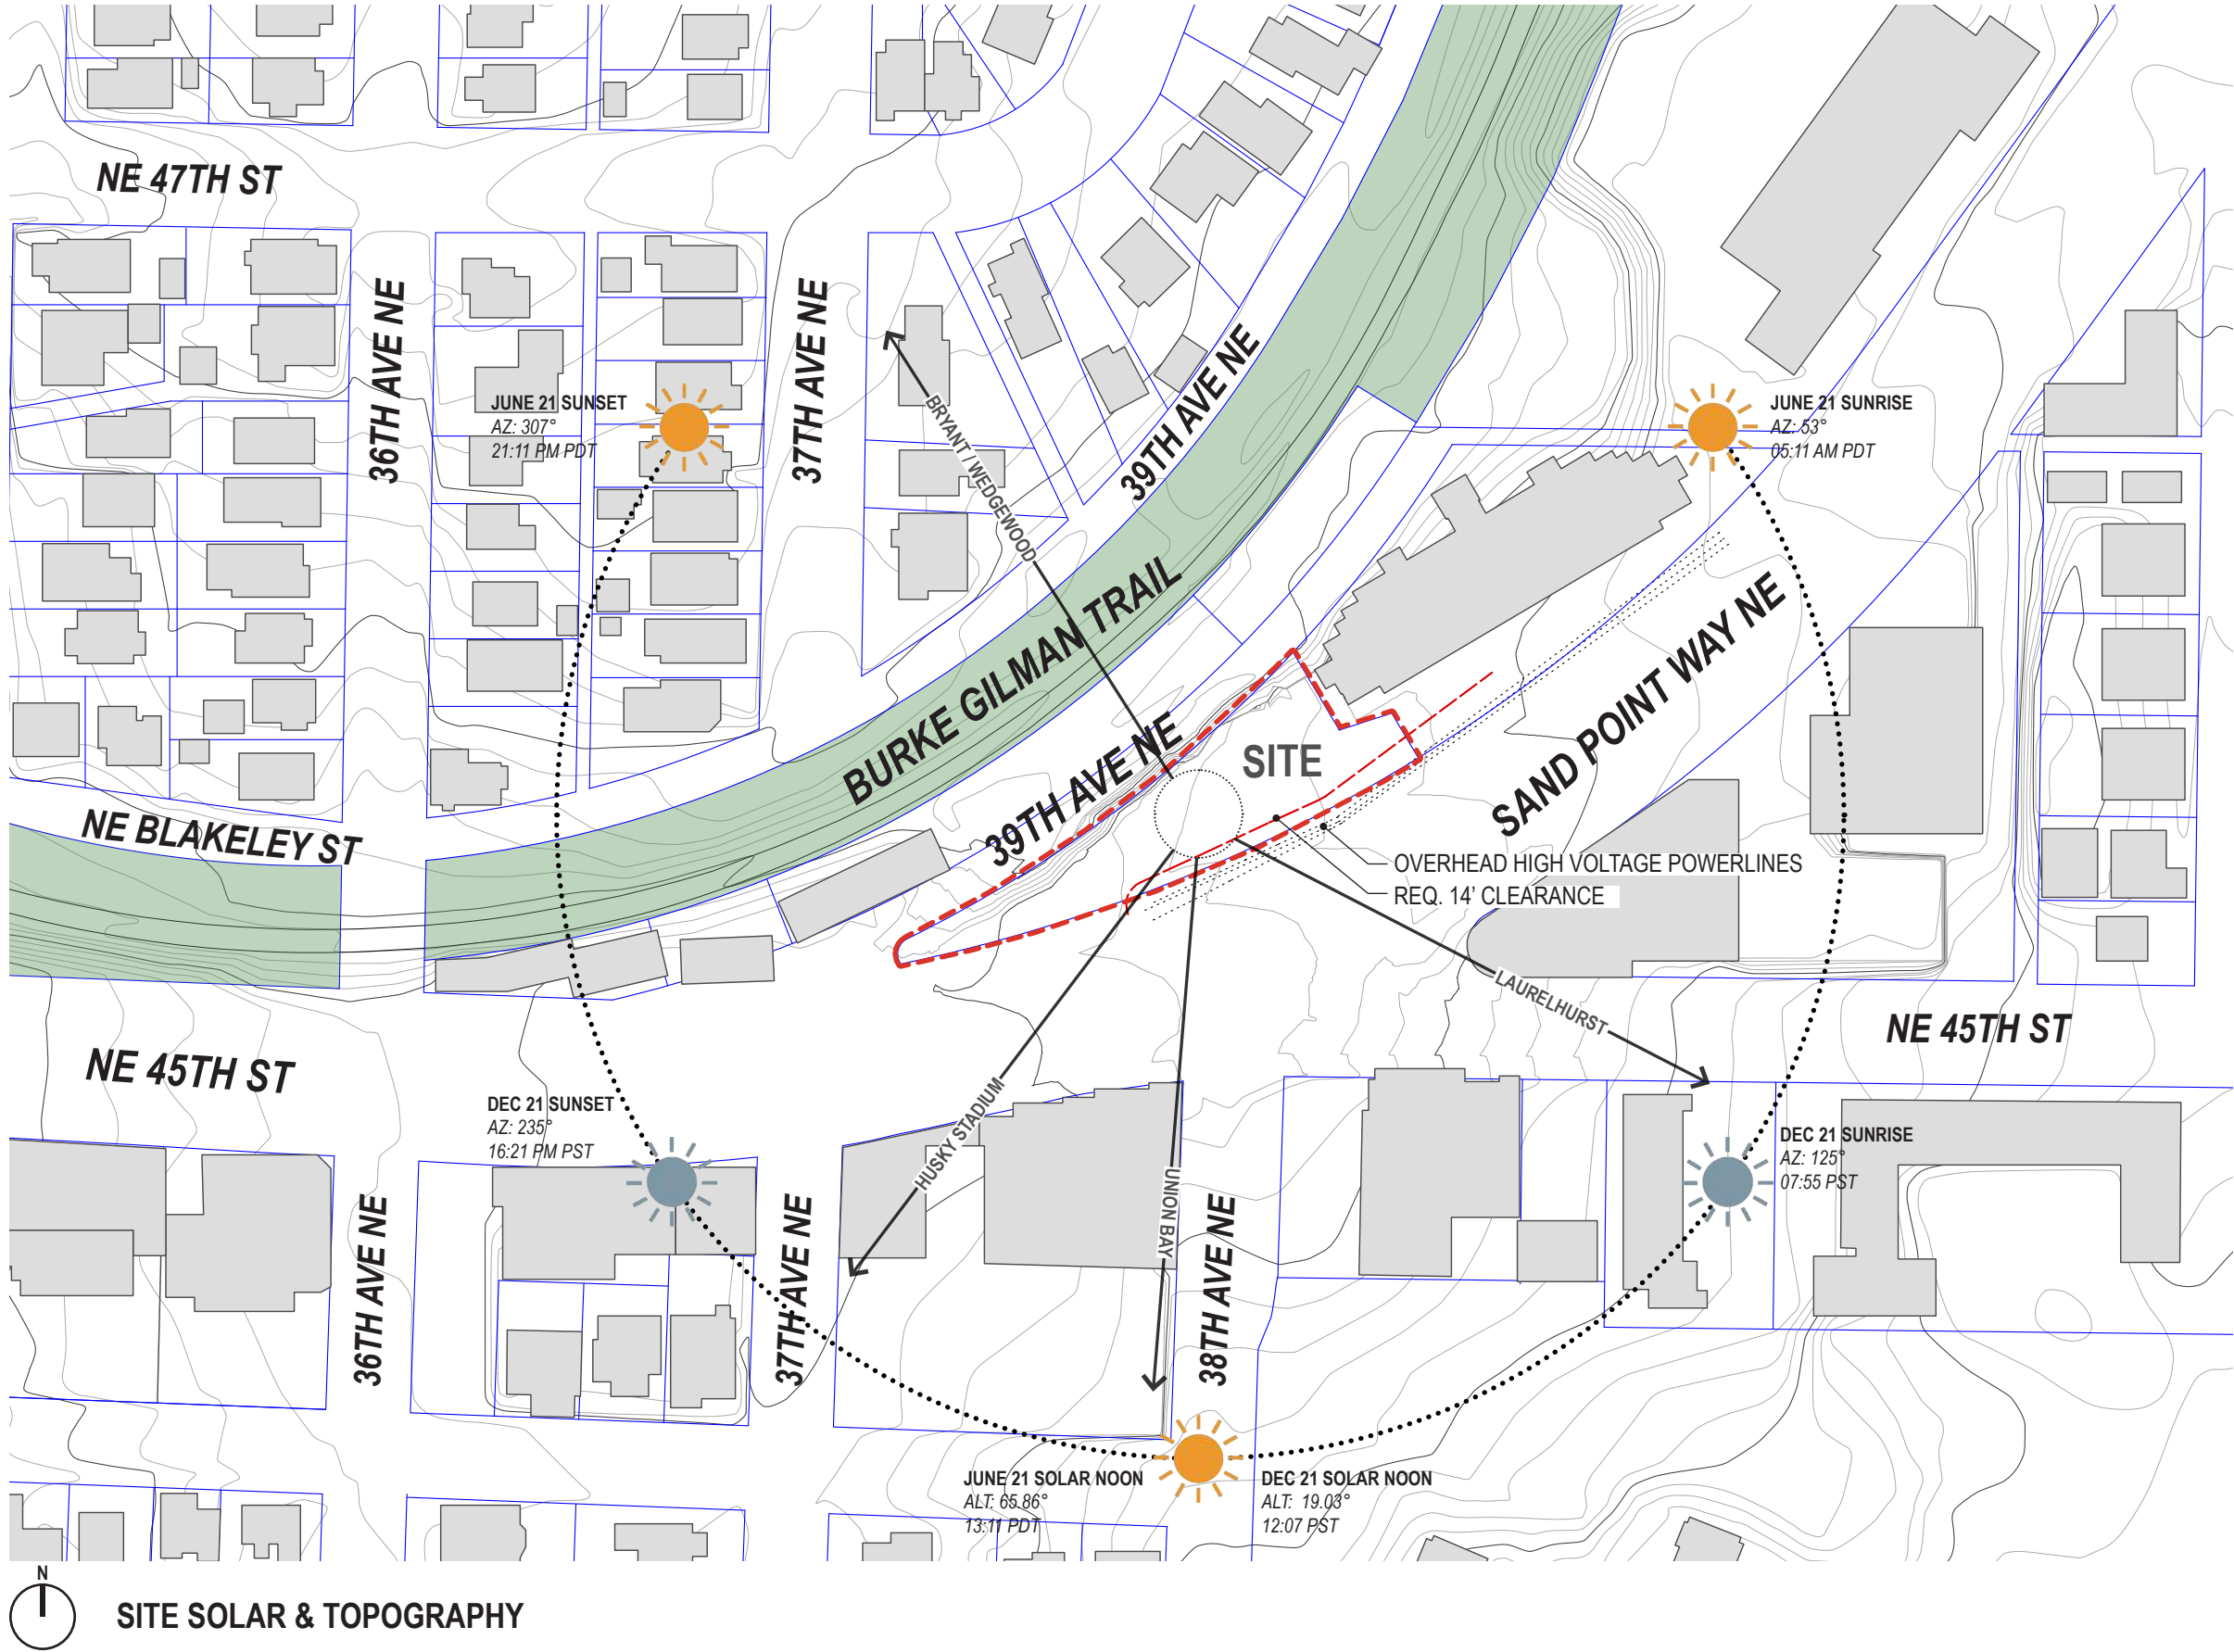 NE 47TH ST
36TH AVE NE
37TH AVE NE
39TH AVE NE
BRYANT / WEDGEWOOD
JUNE 21 SUNSET
AZ: 307°
21:11 PM PDT
JUNE 21 SUNRISE
AZ: 53°
05:11 AM PDT
BURKE GILMAN TRAIL
SAND POINT WAY NE
39TH AVE NE
SITE
NE BLAKELEY ST
OVERHEAD HIGH VOLTAGE POWERLINES
REQ. 14' CLEARANCE
LAURELHURST
NE 45TH ST
NE 45TH ST
HUSKY STADIUM
UNION BAY
DEC 21 SUNSET
AZ: 235°
16:21 PM PST
DEC 21 SUNRISE
AZ: 125°
07:55 PST
36TH AVE NE
37TH AVE NE
38TH AVE NE
JUNE 21 SOLAR NOON
ALT: 65.86°
13:11 PDT
DEC 21 SOLAR NOON
ALT: 19.03°
12:07 PST
N
SITE SOLAR & TOPOGRAPHY